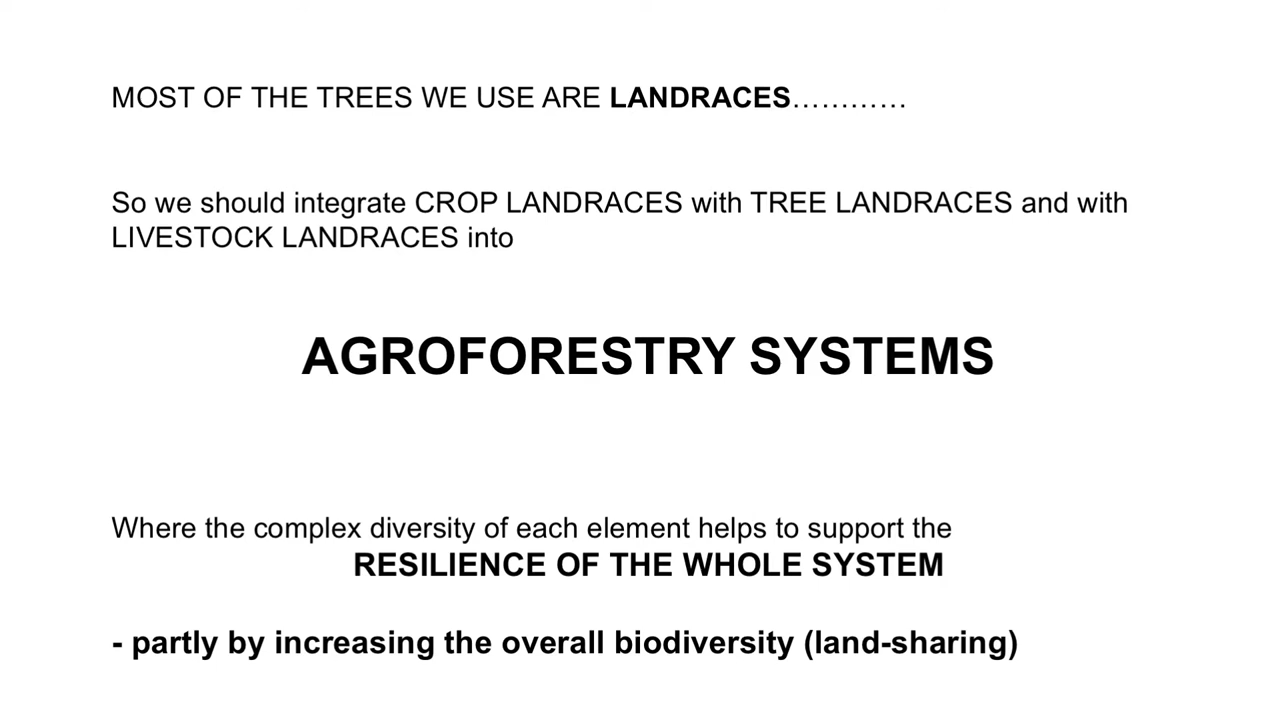 MOST OF THE TREES WE USE ARE LANDRACES…………
So we should integrate CROP LANDRACES with TREE LANDRACES and with
LIVESTOCK LANDRACES into
AGROFORESTRY SYSTEMS
Where the complex diversity of each element helps to support the
RESILIENCE OF THE WHOLE SYSTEM
- partly by increasing the overall biodiversity (land-sharing)